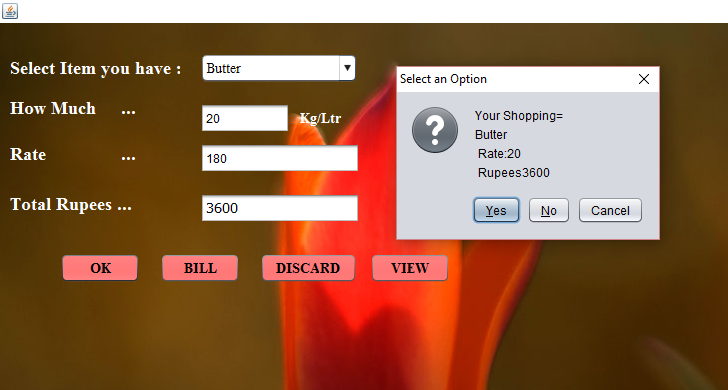 Select Item you have : Butter
How Much ... 20 Kg/Ltr
Rate ... 180
Total Rupees ... 3600
OK BILL DISCARD VIEW
Select an Option
Your Shopping=
Butter
Rate:20
Rupees3600
Yes No Cancel